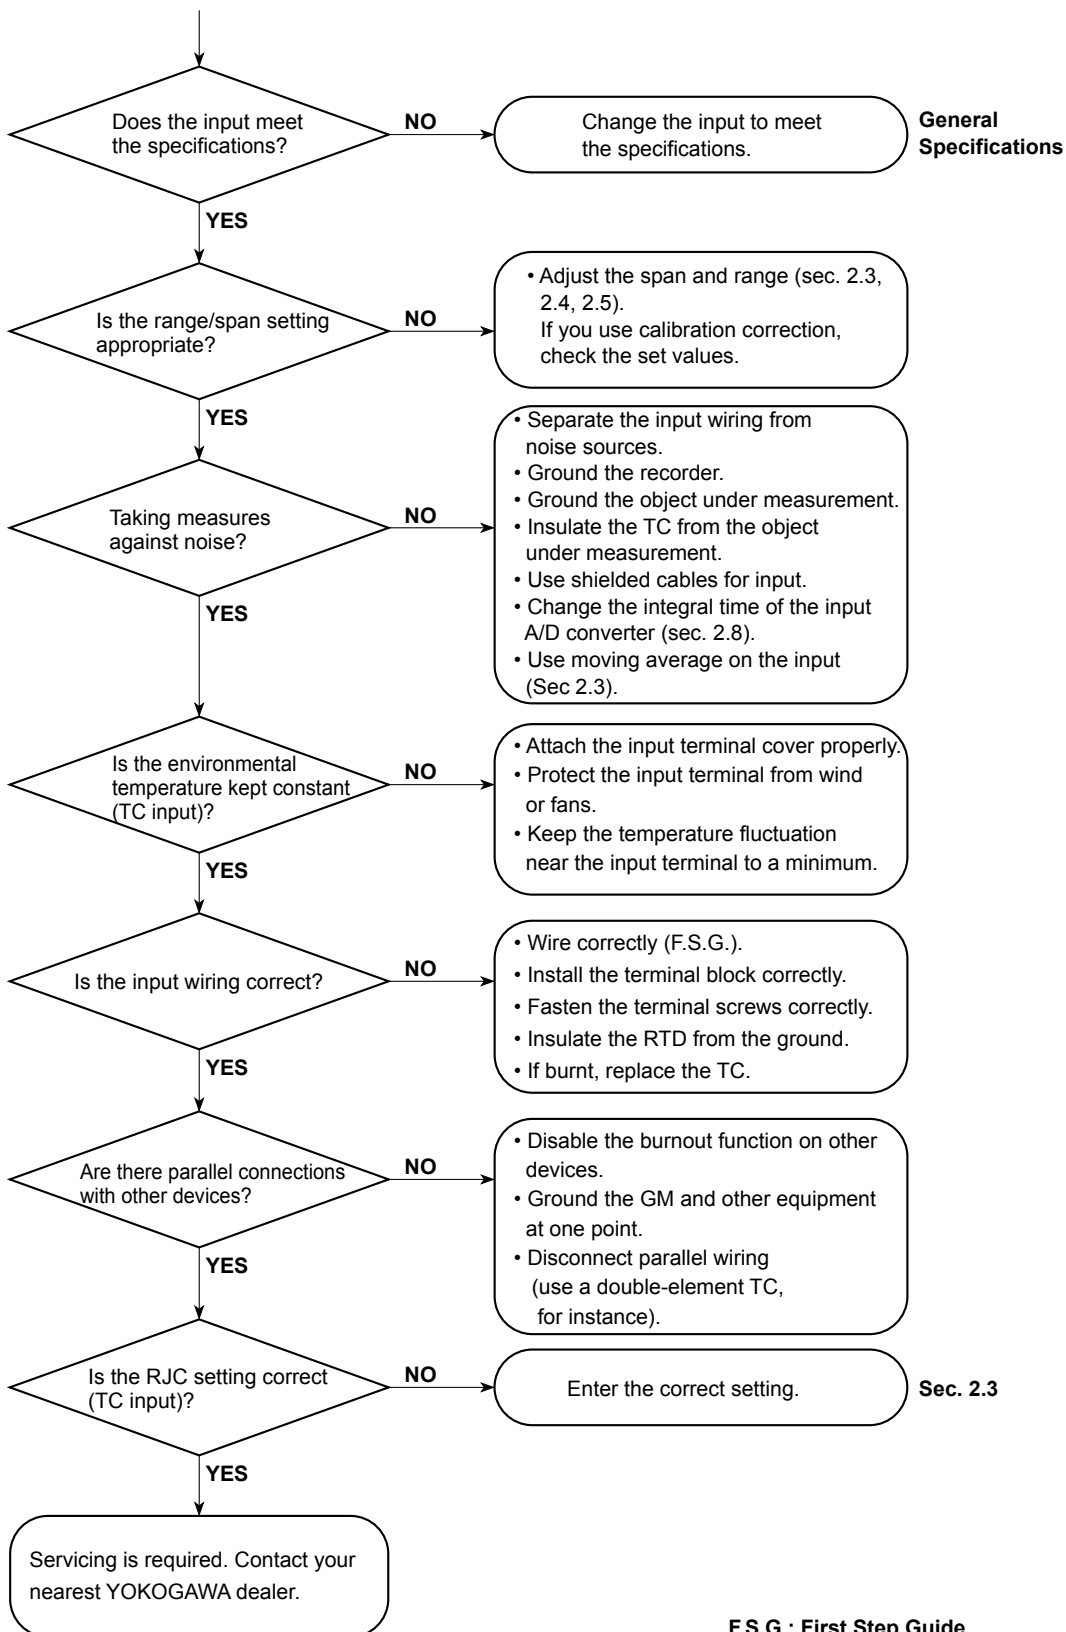 Does the input meet
the specifications?
NO
Change the input to meet
the specifications.
General
Specifications
YES
Is the range/span setting
appropriate?
NO
• Adjust the span and range (sec. 2.3,
2.4, 2.5).
If you use calibration correction,
check the set values.
YES
Taking measures
against noise?
NO
• Separate the input wiring from
noise sources.
• Ground the recorder.
• Ground the object under measurement.
• Insulate the TC from the object
under measurement.
• Use shielded cables for input.
• Change the integral time of the input
A/D converter (sec. 2.8).
• Use moving average on the input
(Sec 2.3).
YES
Is the environmental
temperature kept constant
(TC input)?
NO
• Attach the input terminal cover properly.
• Protect the input terminal from wind
or fans.
• Keep the temperature fluctuation
near the input terminal to a minimum.
YES
Is the input wiring correct?
NO
• Wire correctly (F.S.G.).
• Install the terminal block correctly.
• Fasten the terminal screws correctly.
• Insulate the RTD from the ground.
• If burnt, replace the TC.
YES
Are there parallel connections
with other devices?
NO
• Disable the burnout function on other
devices.
• Ground the GM and other equipment
at one point.
• Disconnect parallel wiring
(use a double-element TC,
for instance).
YES
Is the RJC setting correct
(TC input)?
NO
Enter the correct setting.
Sec. 2.3
YES
Servicing is required. Contact your
nearest YOKOGAWA dealer.
F.S.G.: First Step Guide